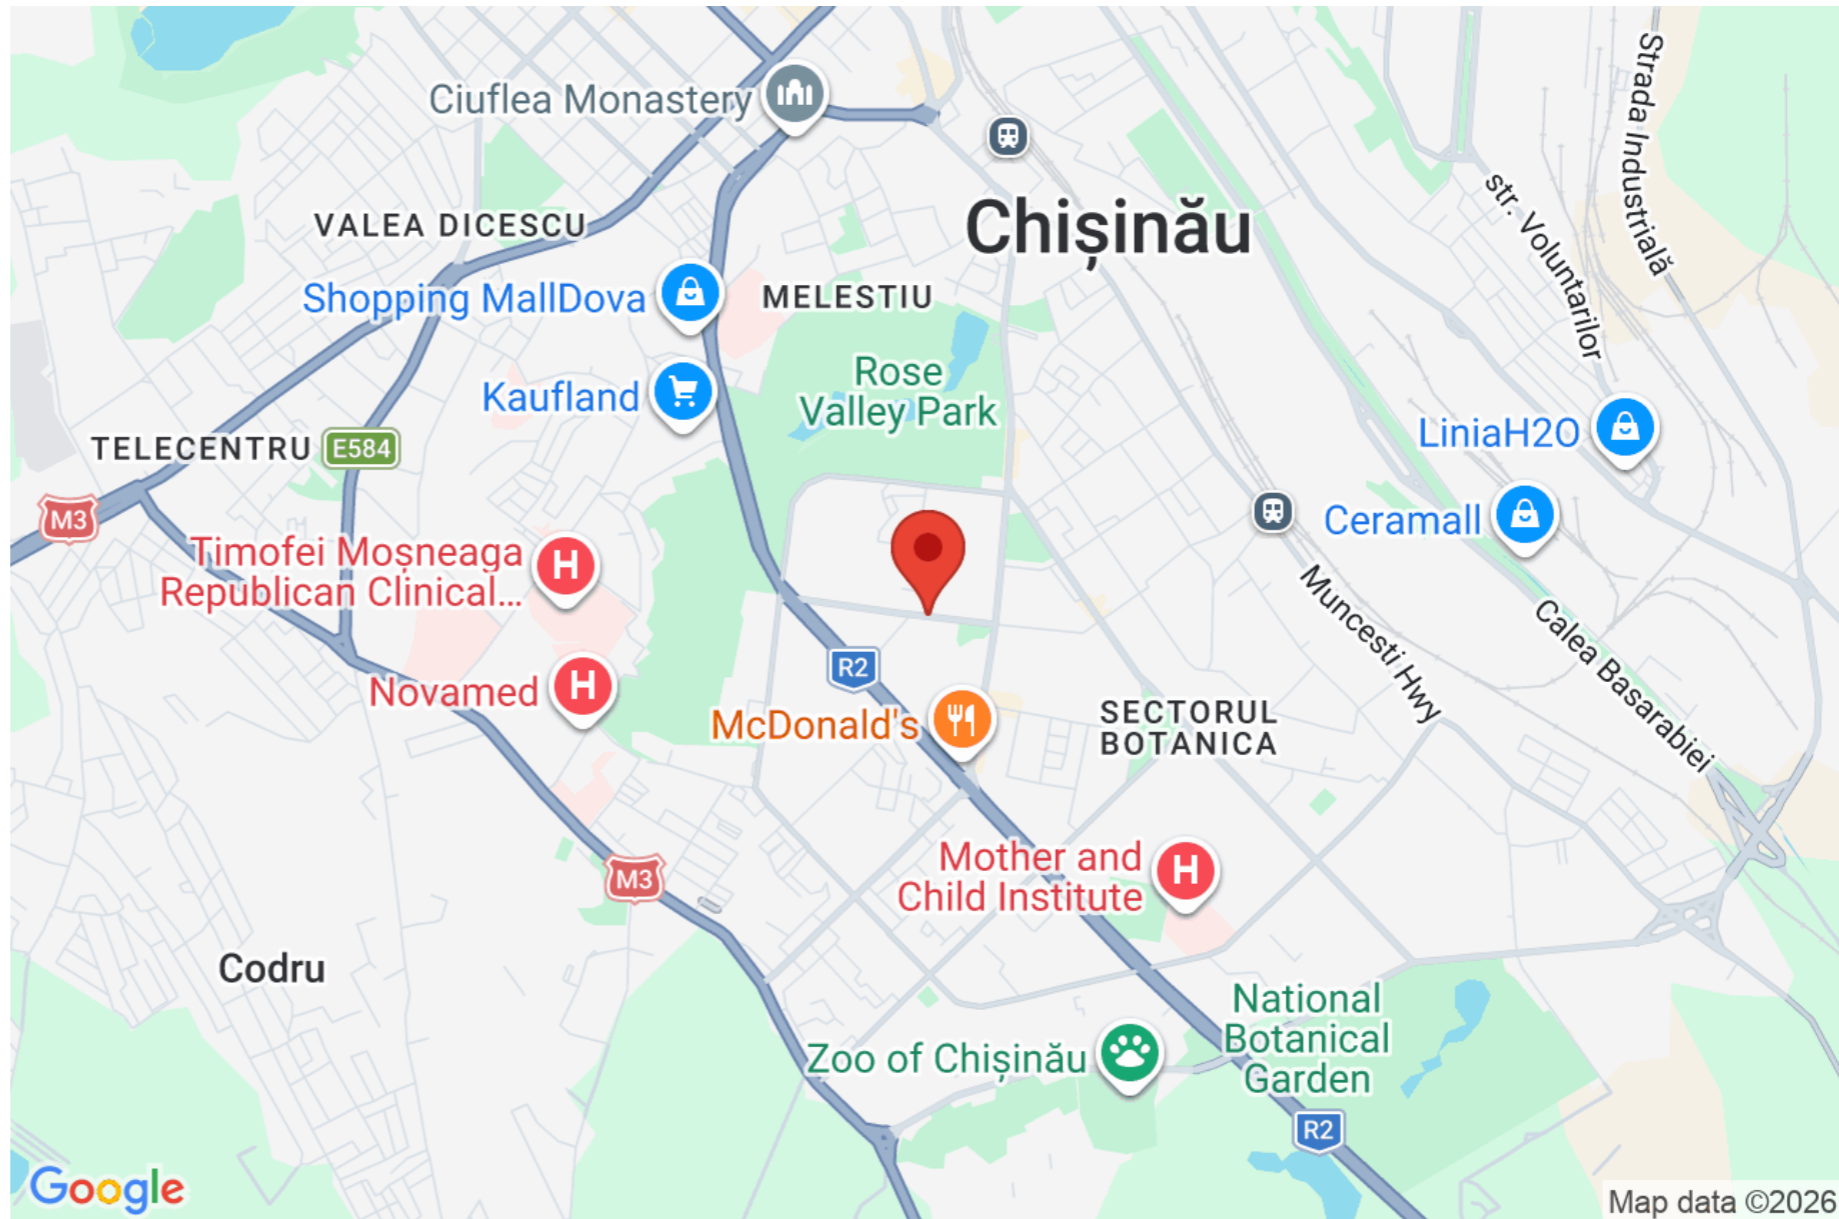 Ciuflea Monastery
Chișinău
Strada Industrială
str. Voluntarilor
VALEA DICESCU
Shopping MallDova
MELESTIU
Kaufland
Rose
Valley Park
TELECENTRU
E584
LiniaH2O
M3
Ceramall
Timofei Moșneaga
Republican Clinical...
H
Muncesti Hwy
Calea Basarabiei
R2
Novamed
H
McDonald's
SECTORUL
BOTANICA
M3
Mother and
Child Institute
H
Codru
National
Botanical
Garden
Zoo of Chișinău
R2
Google
Map data ©2026